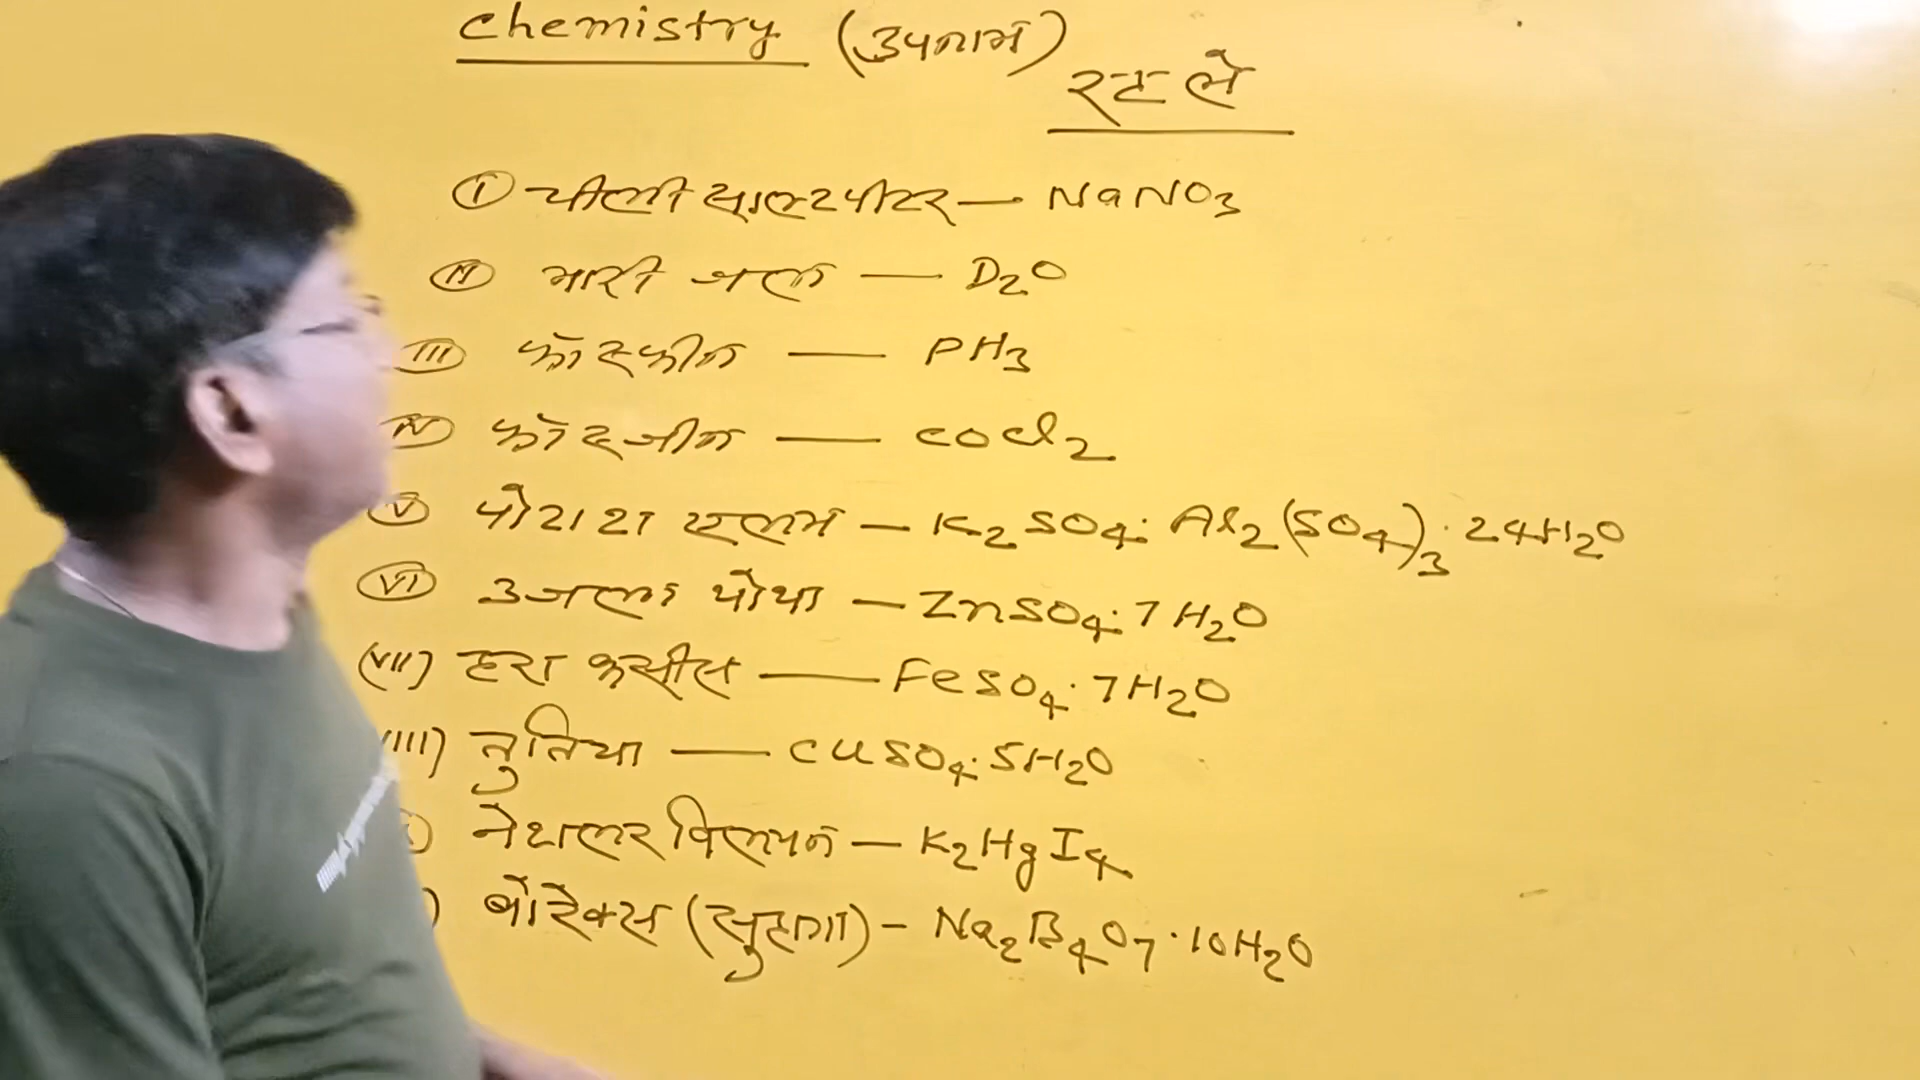 Chemistry (उपनाम)
रट लें
(I) चीली साल्टपीटर — NaNO3
(II) भारी जल — D2O
(III) फॉस्फीन — PH3
(IV) फॉस्जीन — COCl2
(V) पोटाश एलम — K2SO4.Al2(SO4)3.24H2O
(VI) उजला थोथा — ZnSO4.7H2O
(VII) हरा कसीस — FeSO4.7H2O
VIII) तुतिया — CuSO4.5H2O
) नेशलर विलयन — K2HgI4
) बोरेक्स (सुहागा) - Na2B4O7.10H2O